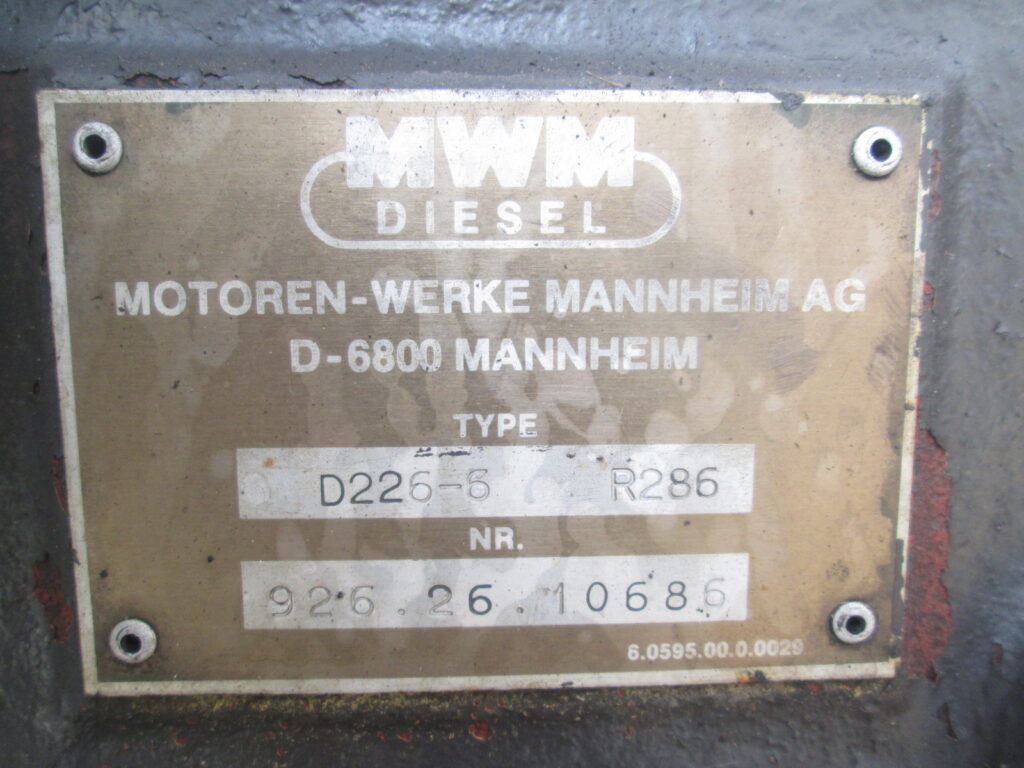 MWM
DIESEL
MOTOREN-WERKE MANNHEIM AG
D-6800 MANNHEIM
TYPE
D226-6 R286
NR.
926.26.10686
6.0595.00.0.0029